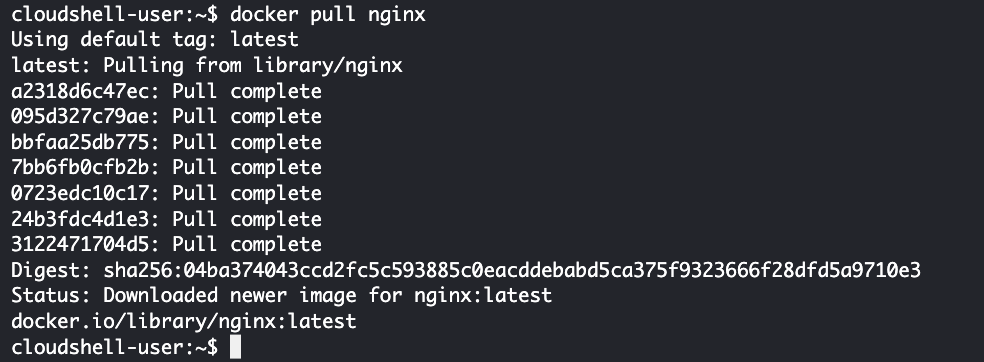 cloudshell-user:~$ docker pull nginx
Using default tag: latest
latest: Pulling from library/nginx
a2318d6c47ec: Pull complete
095d327c79ae: Pull complete
bbfaa25db775: Pull complete
7bb6fb0cfb2b: Pull complete
0723edc10c17: Pull complete
24b3fdc4d1e3: Pull complete
3122471704d5: Pull complete
Digest: sha256:04ba374043ccd2fc5c593885c0eacddebabd5ca375f9323666f28dfd5a9710e3
Status: Downloaded newer image for nginx:latest
docker.io/library/nginx:latest
cloudshell-user:~$